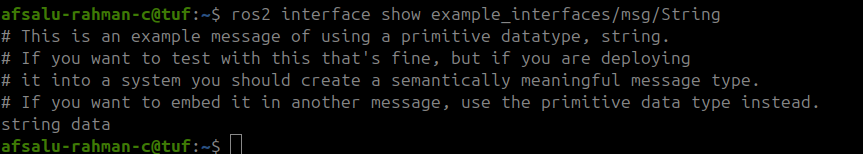 afsalu-rahman-c@tuf:~$ ros2 interface show example_interfaces/msg/String
# This is an example message of using a primitive datatype, string.
# If you want to test with this that's fine, but if you are deploying
# it into a system you should create a semantically meaningful message type.
# If you want to embed it in another message, use the primitive data type instead.
string data
afsalu-rahman-c@tuf:~$